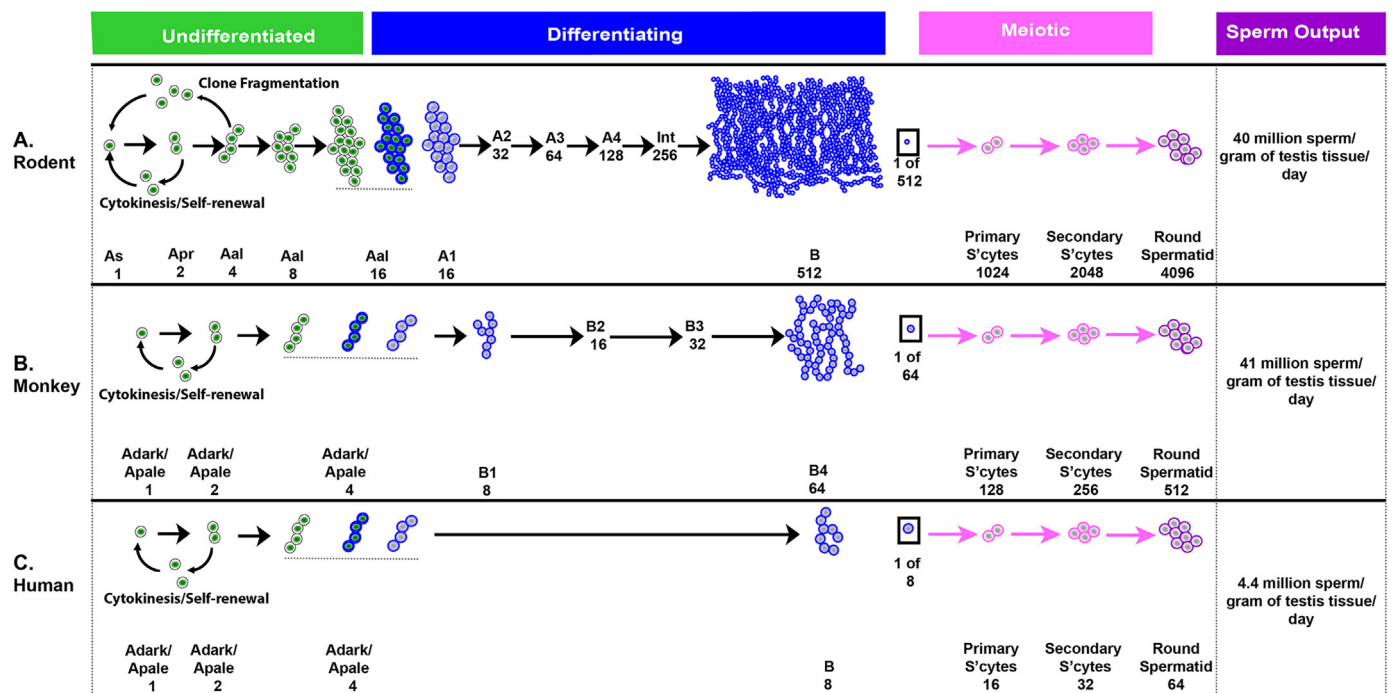 Undifferentiated
Differentiating
Meiotic
Sperm Output
A.
Rodent
Clone Fragmentation
Cytokinesis/Self-renewal
A2
32
A3
64
A4
128
Int
256
1 of
512
40 million sperm/
gram of testis tissue/
day
As
1
Apr
2
Aal
4
Aal
8
Aal
16
A1
16
B
512
Primary
S'cytes
1024
Secondary
S'cytes
2048
Round
Spermatid
4096
B.
Monkey
Cytokinesis/Self-renewal
B2
16
B3
32
1 of
64
41 million sperm/
gram of testis tissue/
day
Adark/
Apale
1
Adark/
Apale
2
Adark/
Apale
4
B1
8
B4
64
Primary
S'cytes
128
Secondary
S'cytes
256
Round
Spermatid
512
C.
Human
Cytokinesis/Self-renewal
1 of
8
4.4 million sperm/
gram of testis tissue/
day
Adark/
Apale
1
Adark/
Apale
2
Adark/
Apale
4
B
8
Primary
S'cytes
16
Secondary
S'cytes
32
Round
Spermatid
64